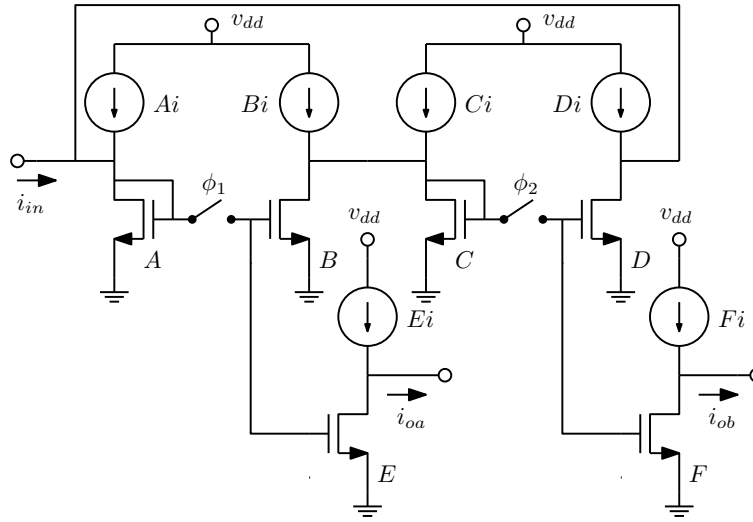 v_dd v_dd
Ai Bi Ci Di
i_in ϕ_1 ϕ_2
A B v_dd C D v_dd
Ei Fi
i_oa i_ob
E F